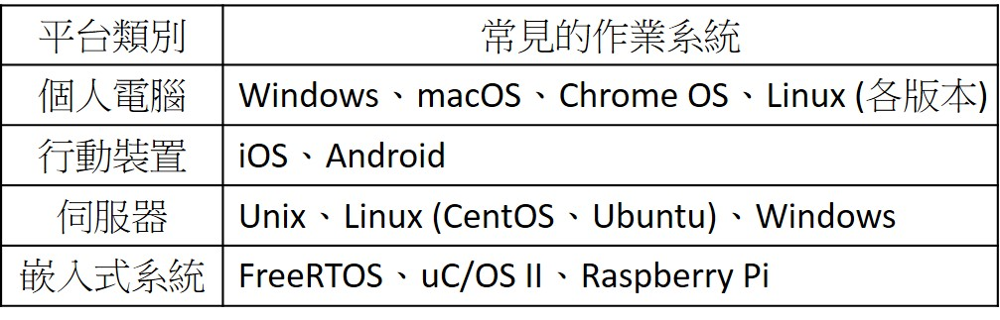 平台類別 常見的作業系統
個人電腦 Windows、macOS、Chrome OS、Linux (各版本)
行動裝置 iOS、Android
伺服器 Unix、Linux (CentOS、Ubuntu)、Windows
嵌入式系統 FreeRTOS、uC/OS II、Raspberry Pi